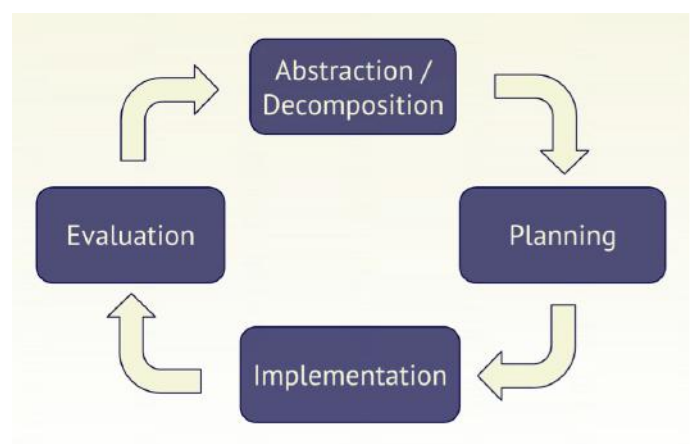 Abstraction /
Decomposition
Evaluation
Planning
Implementation